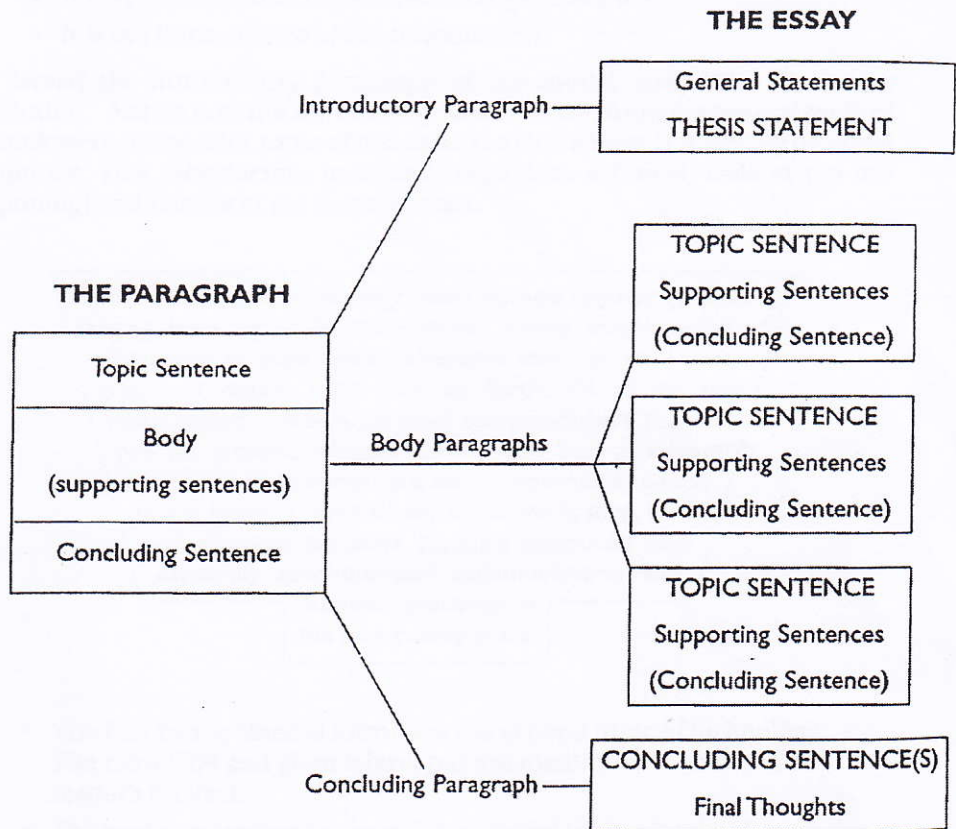 THE ESSAY
Introductory Paragraph
General Statements
THESIS STATEMENT
THE PARAGRAPH
Topic Sentence
Body
(supporting sentences)
Concluding Sentence
Body Paragraphs
TOPIC SENTENCE
Supporting Sentences
(Concluding Sentence)
TOPIC SENTENCE
Supporting Sentences
(Concluding Sentence)
TOPIC SENTENCE
Supporting Sentences
(Concluding Sentence)
Concluding Paragraph
CONCLUDING SENTENCE(S)
Final Thoughts